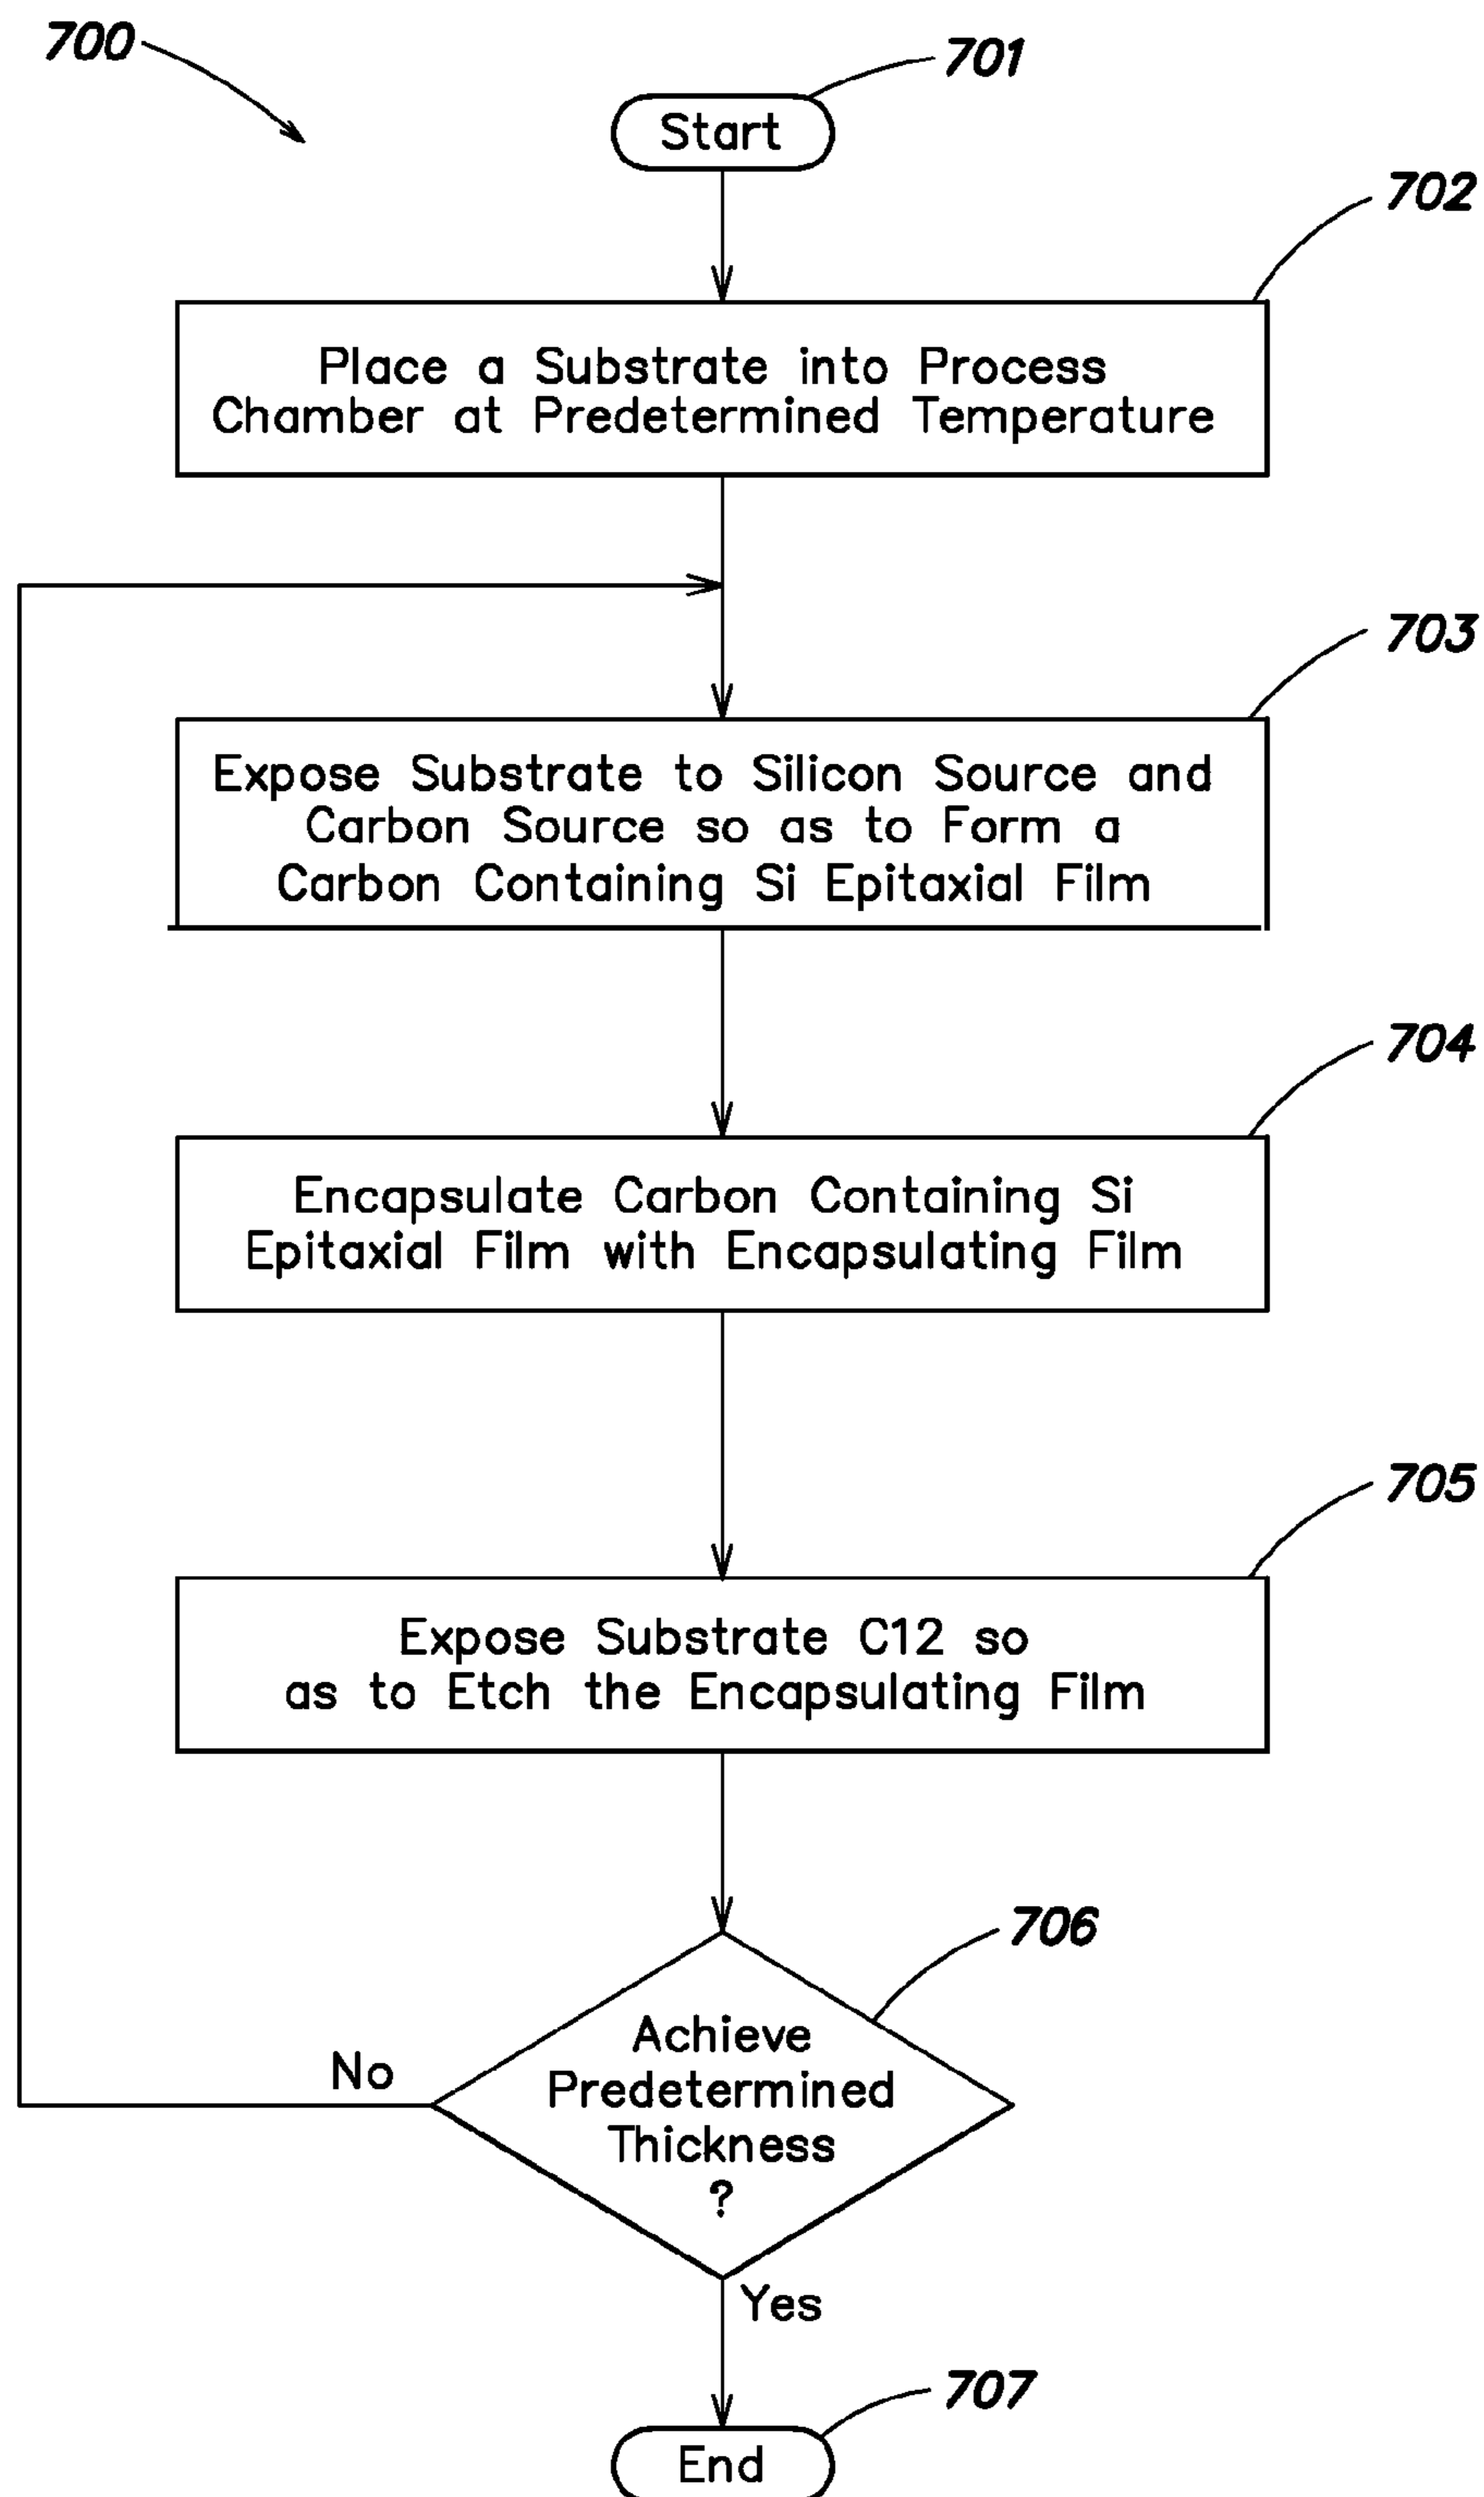 700
701
Start
702
Place a Substrate into Process
Chamber at Predetermined Temperature
703
Expose Substrate to Silicon Source and
Carbon Source so as to Form a
Carbon Containing Si Epitaxial Film
704
Encapsulate Carbon Containing Si
Epitaxial Film with Encapsulating Film
705
Expose Substrate C12 so
as to Etch the Encapsulating Film
706
Achieve
Predetermined
Thickness
?
No
Yes
707
End